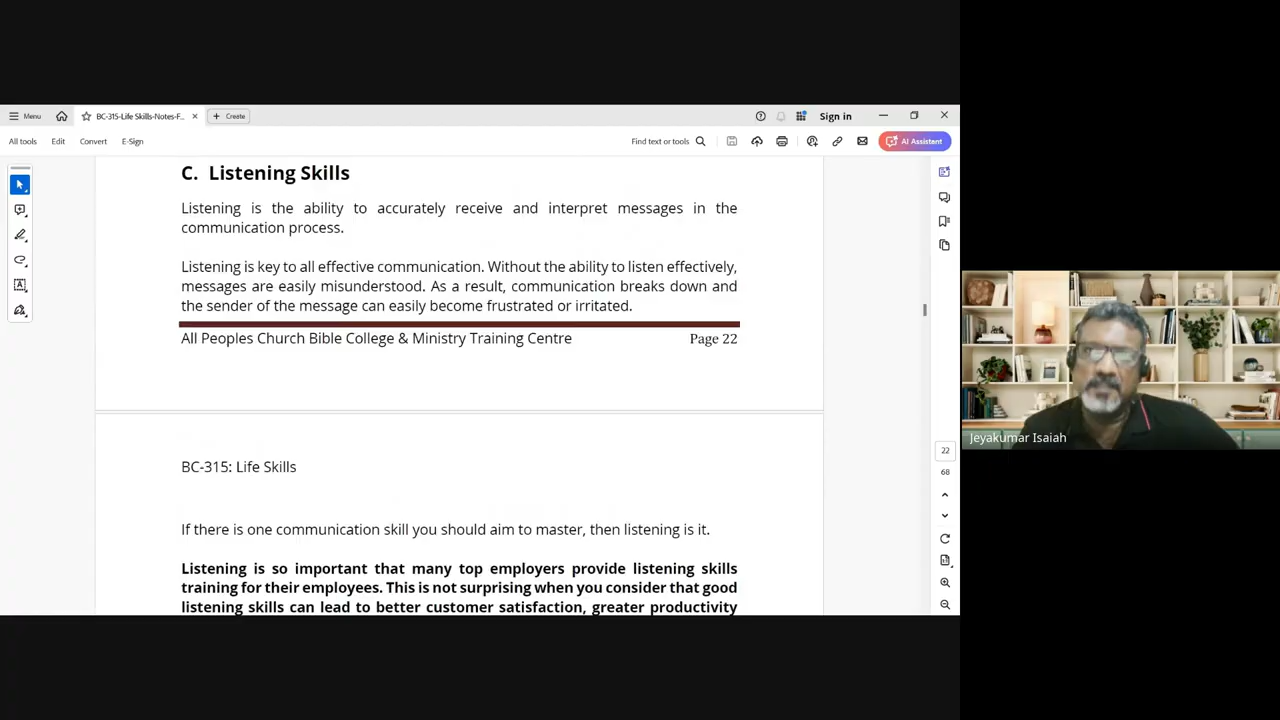 Menu
BC-315-Life Skills-Notes-F...
Create
Sign in
All tools
Edit
Convert
E-Sign
Find text or tools
AI Assistant
C. Listening Skills
Listening is the ability to accurately receive and interpret messages in the
communication process.
Listening is key to all effective communication. Without the ability to listen effectively,
messages are easily misunderstood. As a result, communication breaks down and
the sender of the message can easily become frustrated or irritated.
All Peoples Church Bible College & Ministry Training Centre Page 22
BC-315: Life Skills
If there is one communication skill you should aim to master, then listening is it.
Listening is so important that many top employers provide listening skills
training for their employees. This is not surprising when you consider that good
listening skills can lead to better customer satisfaction, greater productivity
22
68
Jeyakumar Isaiah